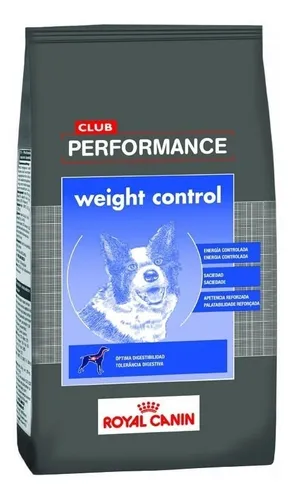 CLUB
PERFORMANCE
weight control
ENERGÍA CONTROLADA
ENERGIA CONTROLADA
SACIEDAD
SACIEDADE
APETENCIA REFORZADA
PALATABILIDADE REFORÇADA
ÓPTIMA DIGESTIBILIDAD
TOLERÂNCIA DIGESTIVA
ROYAL CANIN